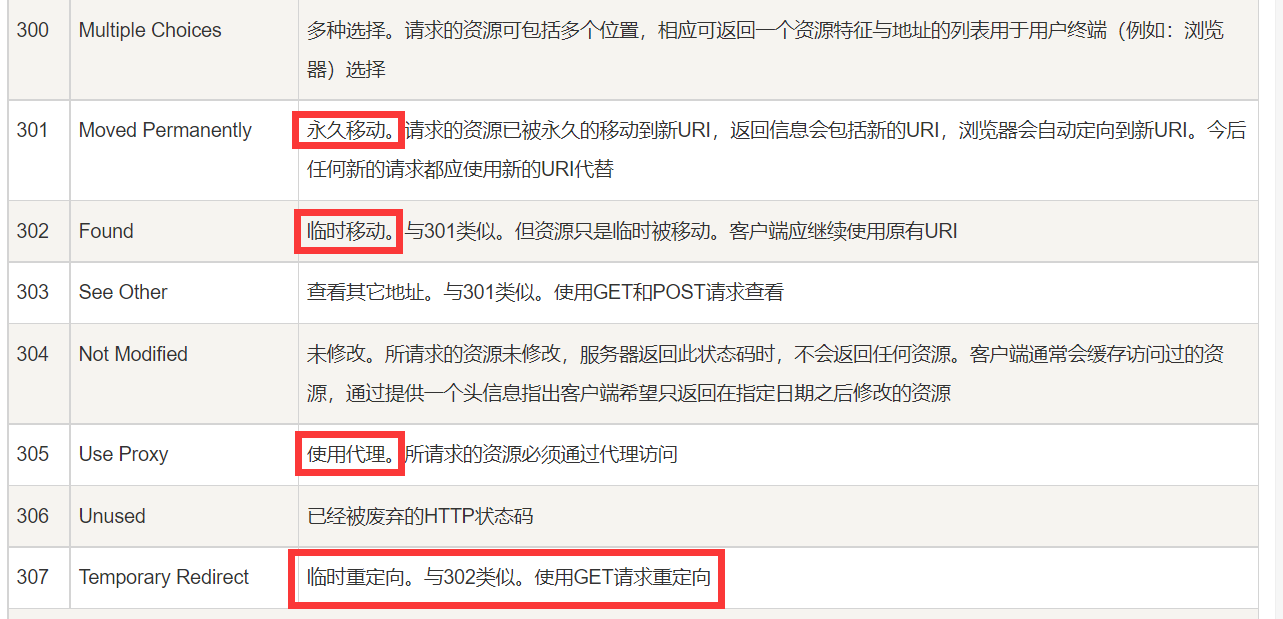 300 Multiple Choices 多种选择。请求的资源可包括多个位置，相应可返回一个资源特征与地址的列表用于用户终端（例如：浏览
器）选择
301 Moved Permanently 永久移动。请求的资源已被永久的移动到新URI，返回信息会包括新的URI，浏览器会自动定向到新URI。今后
任何新的请求都应使用新的URI代替
302 Found 临时移动。与301类似。但资源只是临时被移动。客户端应继续使用原有URI
303 See Other 查看其它地址。与301类似。使用GET和POST请求查看
304 Not Modified 未修改。所请求的资源未修改，服务器返回此状态码时，不会返回任何资源。客户端通常会缓存访问过的资
源，通过提供一个头信息指出客户端希望只返回在指定日期之后修改的资源
305 Use Proxy 使用代理。所请求的资源必须通过代理访问
306 Unused 已经被废弃的HTTP状态码
307 Temporary Redirect 临时重定向。与302类似。使用GET请求重定向